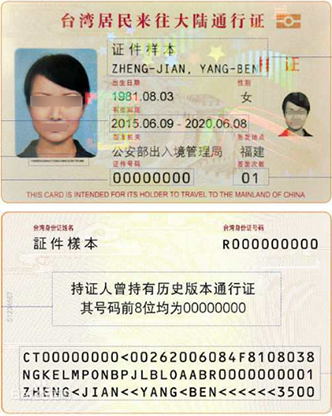 台湾居民来往大陆通行证
证件样本
ZHENG-JIAN, YANG-BEN
出生日期 性别
1981.08.03 女
有效期限
2015.06.09 - 2020.06.08
签发机关 签发地点
公安部出入境管理局 福建
证件号码 签发次数
00000000 01
THIS CARD IS INTENDED FOR ITS HOLDER TO TRAVEL TO THE MAINLAND OF CHINA
台湾身份证姓名 台湾身份证号码
証件樣本 R000000000
持证人曾持有历史版本通行证
其号码前8位均为00000000
CT00000000<00262006084F8108038
NGKELMPONBPJLBLOAABR0000000001
ZHENG<JIAN<<YANG<BEN<<<<<<3500